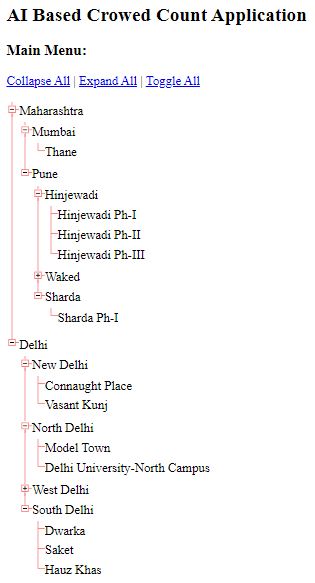 AI Based Crowed Count Application
Main Menu:
Collapse All | Expand All | Toggle All
Maharashtra
Mumbai
Thane
Pune
Hinjewadi
Hinjewadi Ph-I
Hinjewadi Ph-II
Hinjewadi Ph-III
Waked
Sharda
Sharda Ph-I
Delhi
New Delhi
Connaught Place
Vasant Kunj
North Delhi
Model Town
Delhi University-North Campus
West Delhi
South Delhi
Dwarka
Saket
Hauz Khas